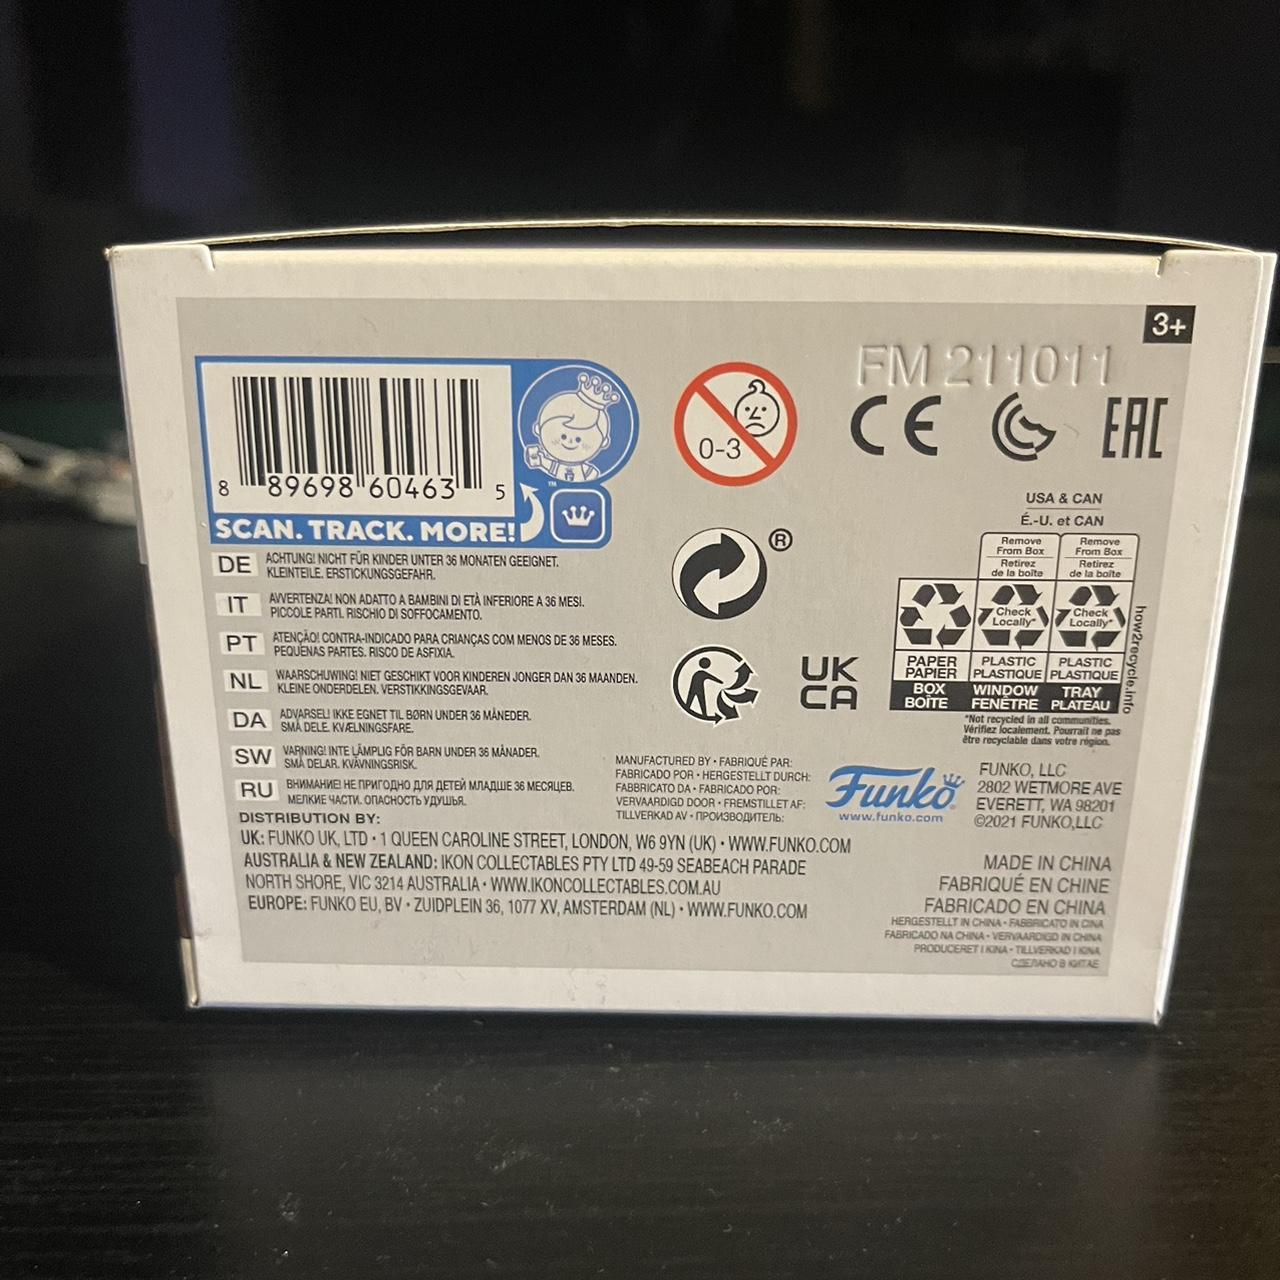 3+
FM 211011
8 89698 60463 5
™
SCAN. TRACK. MORE!
0-3
CE
EAC
®
UK
CA
USA & CAN
É.-U. et CAN
Remove From Box Retirez de la boîte
Remove From Box Retirez de la boîte
Check Locally*
Check Locally*
PAPER PAPIER
PLASTIC PLASTIQUE
PLASTIC PLASTIQUE
BOX BOÎTE
WINDOW FENÊTRE
TRAY PLATEAU
how2recycle.info
*Not recycled in all communities.
Vérifiez localement. Pourrait ne pas
être recyclable dans votre région.
DE ACHTUNG! NICHT FÜR KINDER UNTER 36 MONATEN GEEIGNET.
KLEINTEILE. ERSTICKUNGSGEFAHR.
IT AVVERTENZA! NON ADATTO A BAMBINI DI ETÀ INFERIORE A 36 MESI.
PICCOLE PARTI. RISCHIO DI SOFFOCAMENTO.
PT ATENÇÃO! CONTRA-INDICADO PARA CRIANÇAS COM MENOS DE 36 MESES.
PEQUENAS PARTES. RISCO DE ASFIXIA.
NL WAARSCHUWING! NIET GESCHIKT VOOR KINDEREN JONGER DAN 36 MAANDEN.
KLEINE ONDERDELEN. VERSTIKKINGSGEVAAR.
DA ADVARSEL! IKKE EGNET TIL BØRN UNDER 36 MÅNEDER.
SMÅ DELE. KVÆLNINGSFARE.
SW VARNING! INTE LÄMPLIG FÖR BARN UNDER 36 MÅNADER.
SMÅ DELAR. KVÄVNINGSRISK.
RU ВНИМАНИЕ! НЕ ПРИГОДНО ДЛЯ ДЕТЕЙ МЛАДШЕ 36 МЕСЯЦЕВ.
МЕЛКИЕ ЧАСТИ. ОПАСНОСТЬ УДУШЬЯ.
MANUFACTURED BY • FABRIQUÉ PAR:
FABRICADO POR • HERGESTELLT DURCH:
FABBRICATO DA • FABRICADO POR:
VERVAARDIGD DOOR • FREMSTILLET AF:
TILLVERKAD AV • ПРОИЗВОДИТЕЛЬ:
Funko®
www.funko.com
FUNKO, LLC
2802 WETMORE AVE
EVERETT, WA 98201
©2021 FUNKO,LLC
DISTRIBUTION BY:
UK: FUNKO UK, LTD • 1 QUEEN CAROLINE STREET, LONDON, W6 9YN (UK) • WWW.FUNKO.COM
AUSTRALIA & NEW ZEALAND: IKON COLLECTABLES PTY LTD 49-59 SEABEACH PARADE
NORTH SHORE, VIC 3214 AUSTRALIA • WWW.IKONCOLLECTABLES.COM.AU
EUROPE: FUNKO EU, BV • ZUIDPLEIN 36, 1077 XV, AMSTERDAM (NL) • WWW.FUNKO.COM
MADE IN CHINA
FABRIQUÉ EN CHINE
FABRICADO EN CHINA
HERGESTELLT IN CHINA • FABBRICATO IN CINA
FABRICADO NA CHINA • VERVAARDIGD IN CHINA
PRODUCERET I KINA • TILLVERKAD I KINA
СДЕЛАНО В КИТАЕ